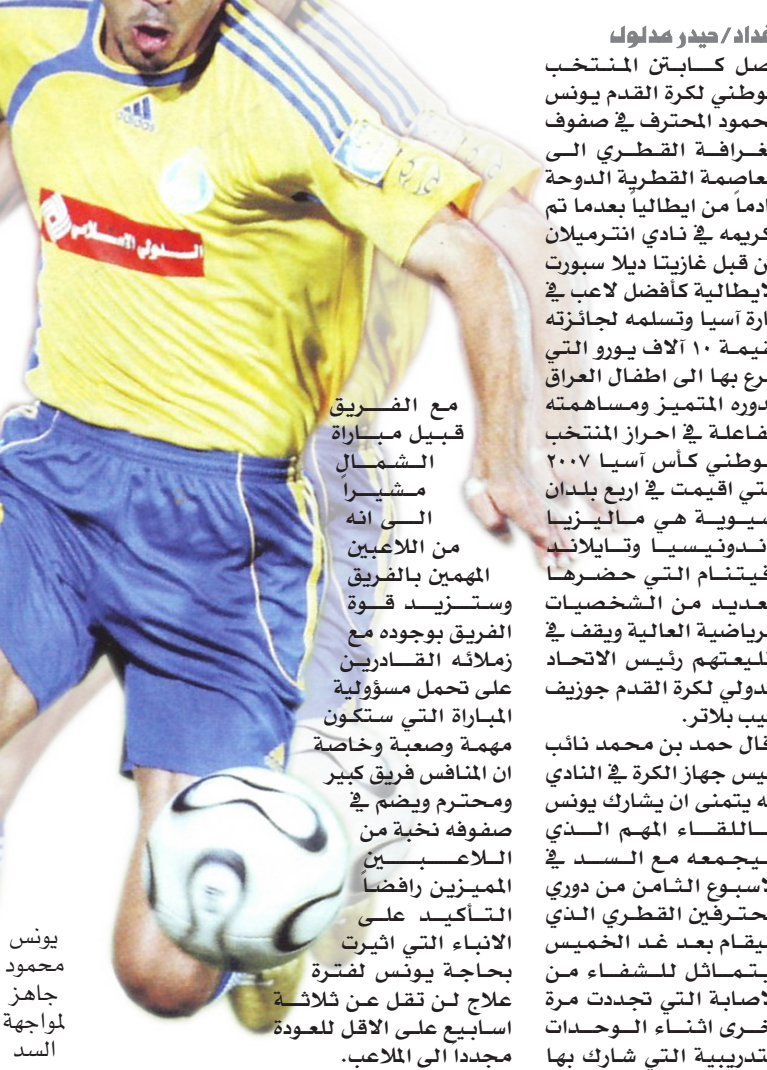 بغداد/حيدر مدلول
وصل كابتن المنتخب
الوطني لكرة القدم يونس
محمود المحترف في صفوف
الغرافة القطري الى
العاصمة القطرية الدوحة
قادماً من ايطالياً بعدما تم
تكريمه في نادي انترميلان
من قبل غازيتا ديلا سبورت
الايطالية كأفضل لاعب في
قارة آسيا وتسلمه لجائزته
بقيمة ١٠ آلاف يورو التي
تبرع بها الى اطفال العراق
لدوره المتميز ومساهمته
الفاعلة في احراز المنتخب
الوطني كأس آسيا ٢٠٠٧
التي اقيمت في اربع بلدان
آسيوية هي ماليزيا
واندونيسيا وتايلاند
وفيتنام التي حضرها
العديد من الشخصيات
الرياضية العالية ويقف في
طليعتهم رئيس الاتحاد
الدولي لكرة القدم جوزيف
سيب بلاتر.
وقال حمد بن محمد نائب
رئيس جهاز الكرة في النادي
انه يتمنى ان يشارك يونس
باللقاء المهم الذي
سيجمعه مع السد في
الاسبوع الثامن من دوري
المحترفين القطري الذي
سيقام بعد غد الخميس
ليتماثل للشفاء من
الاصابة التي تجددت مرة
اخرى اثناء الوحدات
التدريبية التي شارك بها
مع الفريق
قبيل مباراة
الشمال
مشيراً
الى انه
من اللاعبين
المهمين بالفريق
وستزيد قوة
الفريق بوجوده مع
زملائه القادرين
على تحمل مسؤولية
المباراة التي ستكون
مهمة وصعبة وخاصة
ان المنافس فريق كبير
ومحترم ويضم في
صفوفه نخبة من
اللاعبين
المميزين رافضاً
التأكيد على
الانباء التي اثيرت
بحاجة يونس لفترة
علاج لن تقل عن ثلاثة
اسابيع على الاقل للعودة
مجدداً الى الملاعب.
يونس
محمود
جاهز
لمواجهة
السد
adidas
الدولي الاسلامي